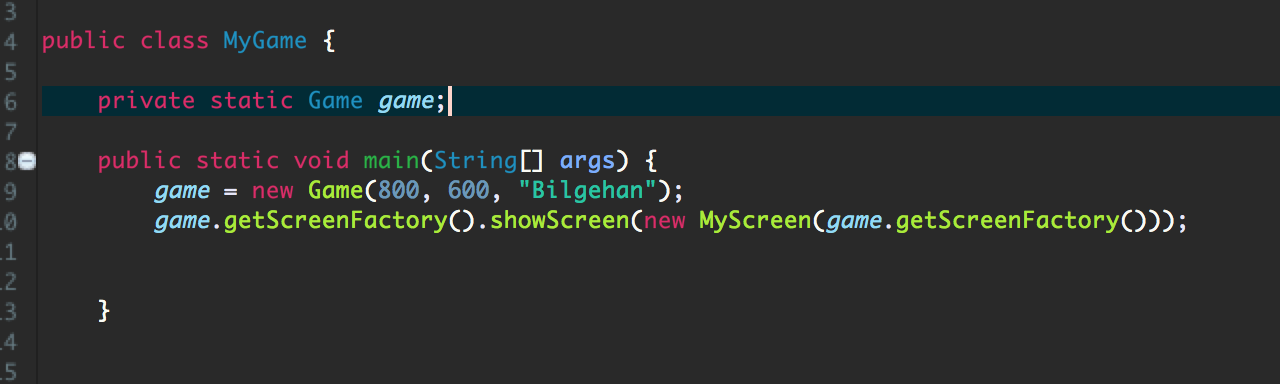 3
4 public class MyGame {
5
6 private static Game game;
7
8 public static void main(String[] args) {
9 game = new Game(800, 600, "Bilgehan");
10 game.getScreenFactory().showScreen(new MyScreen(game.getScreenFactory()));
11
12
13 }
14
15